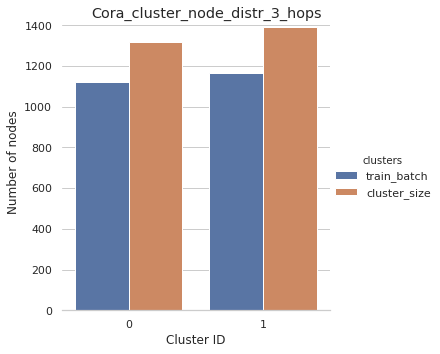 Cora_cluster_node_distr_3_hops
1400
1200
1000
800
600
400
200
0
Number of nodes
0 1
Cluster ID
clusters
train_batch
cluster_size